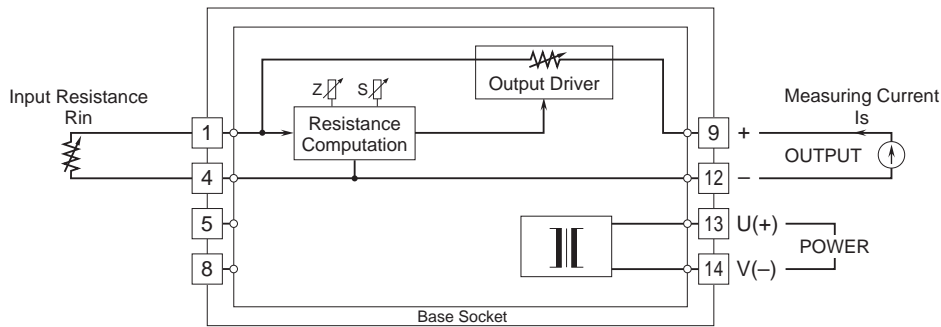 Input Resistance
Rin
Z
S
Output Driver
Resistance
Computation
1
4
5
8
9
+
12
–
13
U(+)
14
V(–)
Measuring Current
Is
OUTPUT
POWER
Base Socket